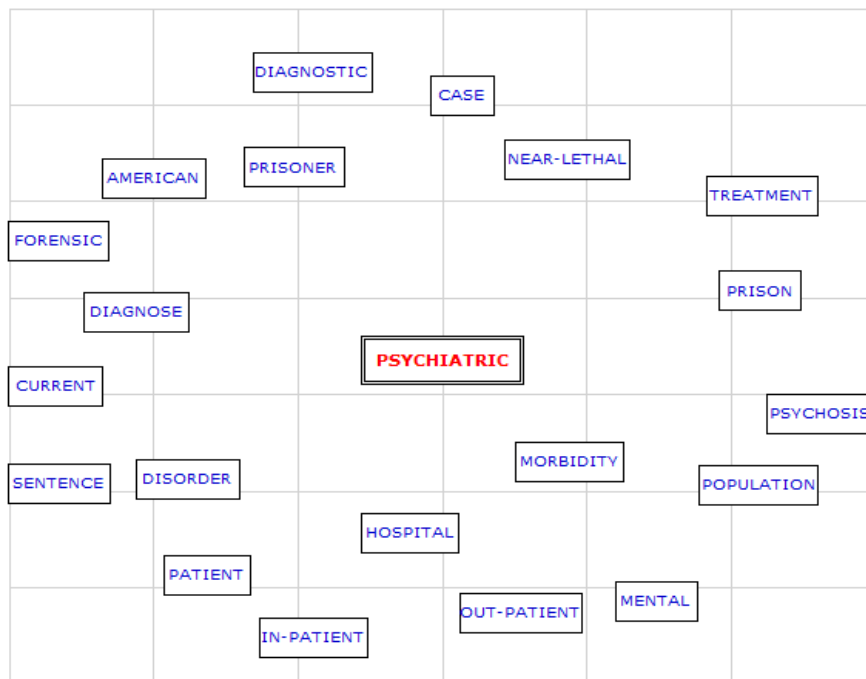 DIAGNOSTIC
CASE
NEAR-LETHAL
PRISONER
AMERICAN
TREATMENT
FORENSIC
PRISON
DIAGNOSE
PSYCHIATRIC
CURRENT
PSYCHOSIS
MORBIDITY
DISORDER
SENTENCE
POPULATION
HOSPITAL
PATIENT
MENTAL
OUT-PATIENT
IN-PATIENT